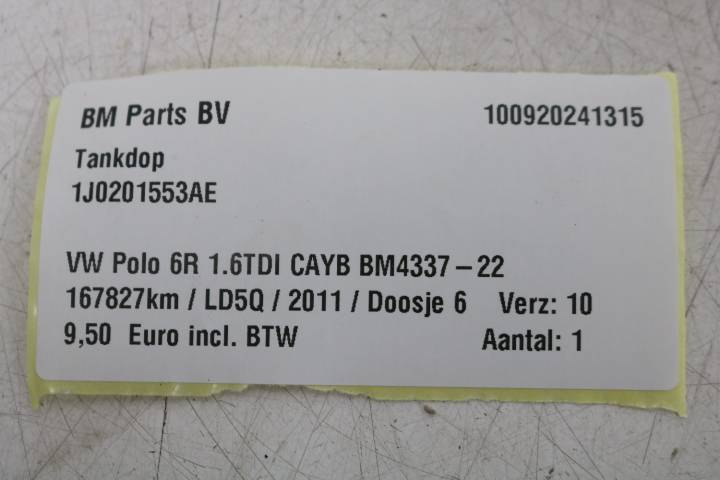 BM Parts BV 100920241315
Tankdop
1J0201553AE
VW Polo 6R 1.6TDI CAYB BM4337-22
167827km / LD5Q / 2011 / Doosje 6 Verz: 10
9,50 Euro incl. BTW Aantal: 1